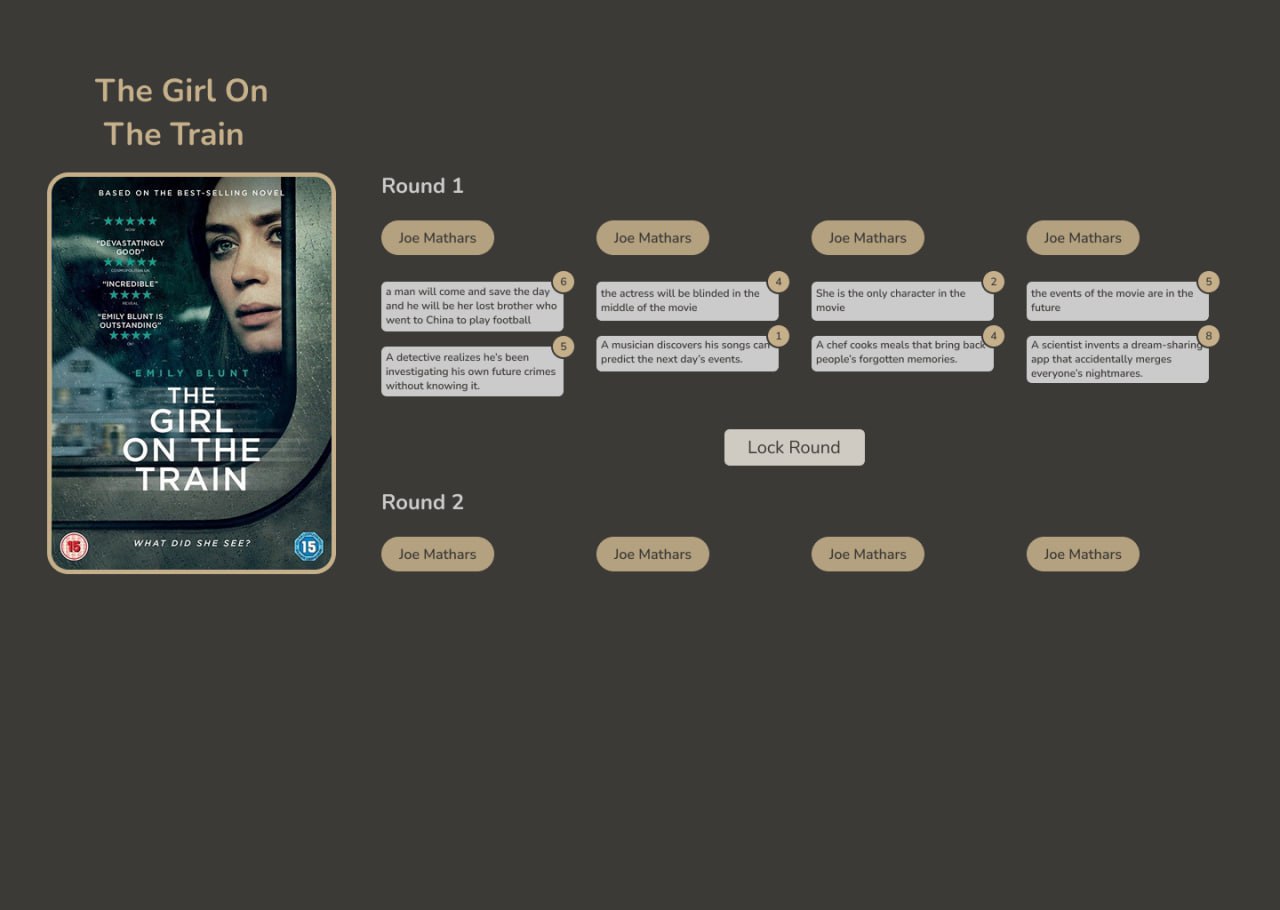 The Girl On
The Train
BASED ON THE BEST-SELLING NOVEL
NOW
"DEVASTATINGLY
GOOD"
COSMOPOLITAN UK
"INCREDIBLE"
REVEAL
"EMILY BLUNT IS
OUTSTANDING"
OK!
EMILY BLUNT
THE
GIRL
ON THE
TRAIN
WHAT DID SHE SEE?
15
15
Round 1
Joe Mathars
Joe Mathars
Joe Mathars
Joe Mathars
6
a man will come and save the day
and he will be her lost brother who
went to China to play football
4
the actress will be blinded in the
middle of the movie
2
She is the only character in the
movie
5
the events of the movie are in the
future
5
A detective realizes he's been
investigating his own future crimes
without knowing it.
1
A musician discovers his songs can
predict the next day's events.
4
A chef cooks meals that bring back
people's forgotten memories.
8
A scientist invents a dream-sharing
app that accidentally merges
everyone's nightmares.
Lock Round
Round 2
Joe Mathars
Joe Mathars
Joe Mathars
Joe Mathars